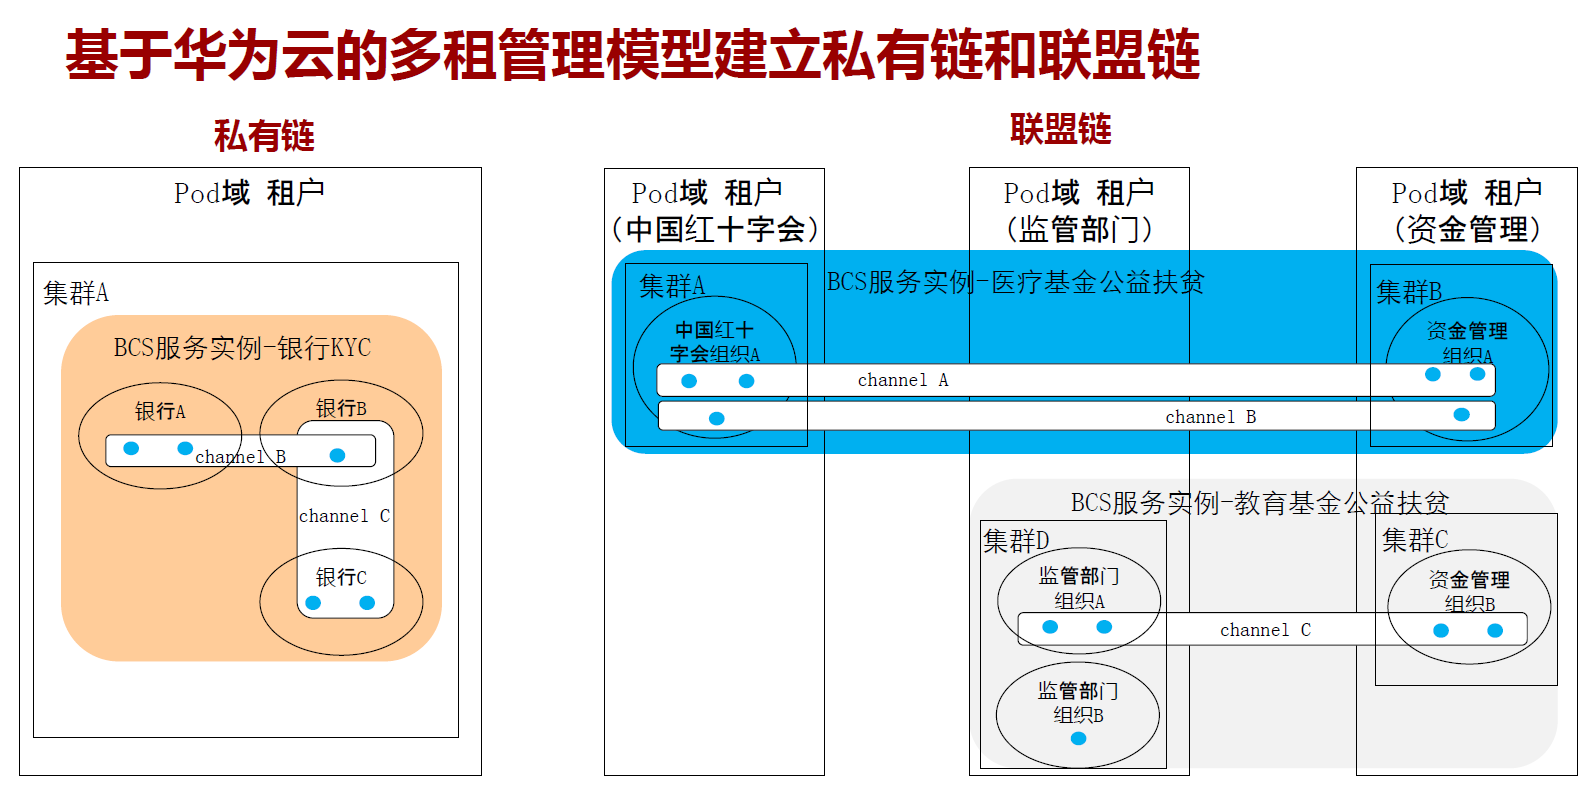 基于华为云的多租管理模型建立私有链和联盟链
私有链
Pod域 租户
集群A
BCS服务实例-银行KYC
银行A
银行B
channel B
channel C
银行C
联盟链
Pod域 租户
(中国红十字会)
Pod域 租户
(监管部门)
Pod域 租户
(资金管理)
BCS服务实例-医疗基金公益扶贫
集群A
中国红十
字会组织A
集群B
资金管理
组织A
channel A
channel B
BCS服务实例-教育基金公益扶贫
集群D
监管部门
组织A
集群C
资金管理
组织B
channel C
监管部门
组织B